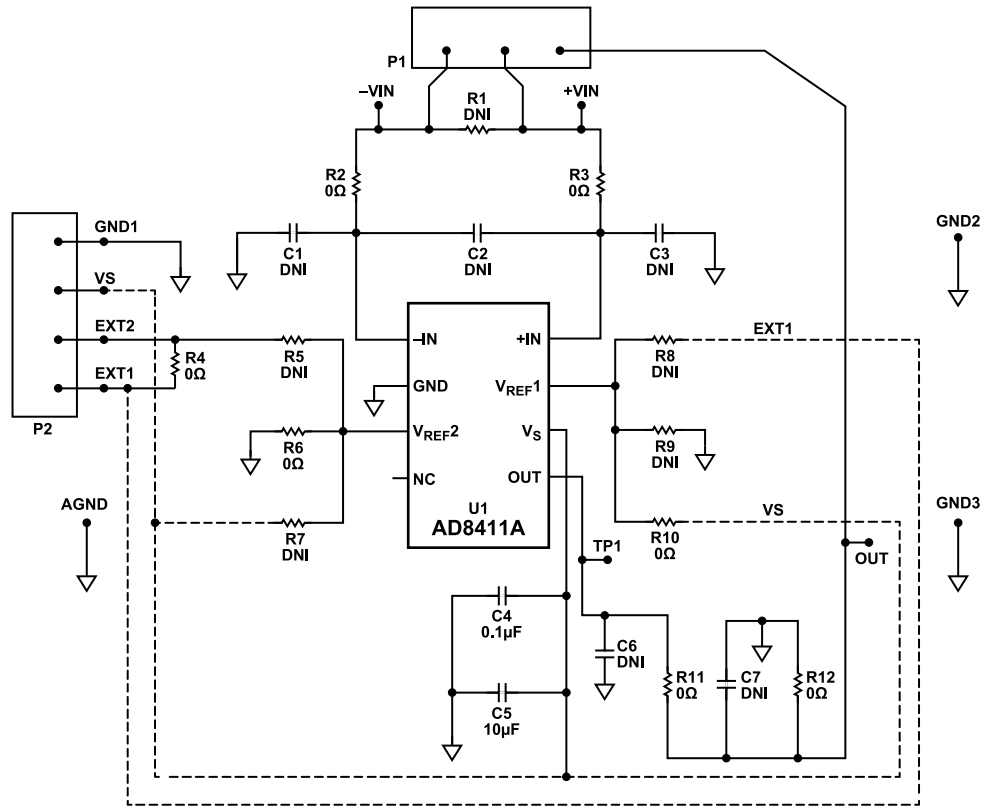 P1
–VIN
R1
DNI
+VIN
R2
0Ω
R3
0Ω
GND1
C1
DNI
C2
DNI
C3
DNI
GND2
VS
EXT2
R4
0Ω
R5
DNI
–IN
+IN
R8
DNI
EXT1
EXT1
P2
GND
VREF1
R6
0Ω
VREF2
VS
R9
DNI
NC
OUT
AGND
R7
DNI
U1
AD8411A
R10
0Ω
VS
GND3
TP1
OUT
C4
0.1µF
C6
DNI
R11
0Ω
C7
DNI
R12
0Ω
C5
10µF